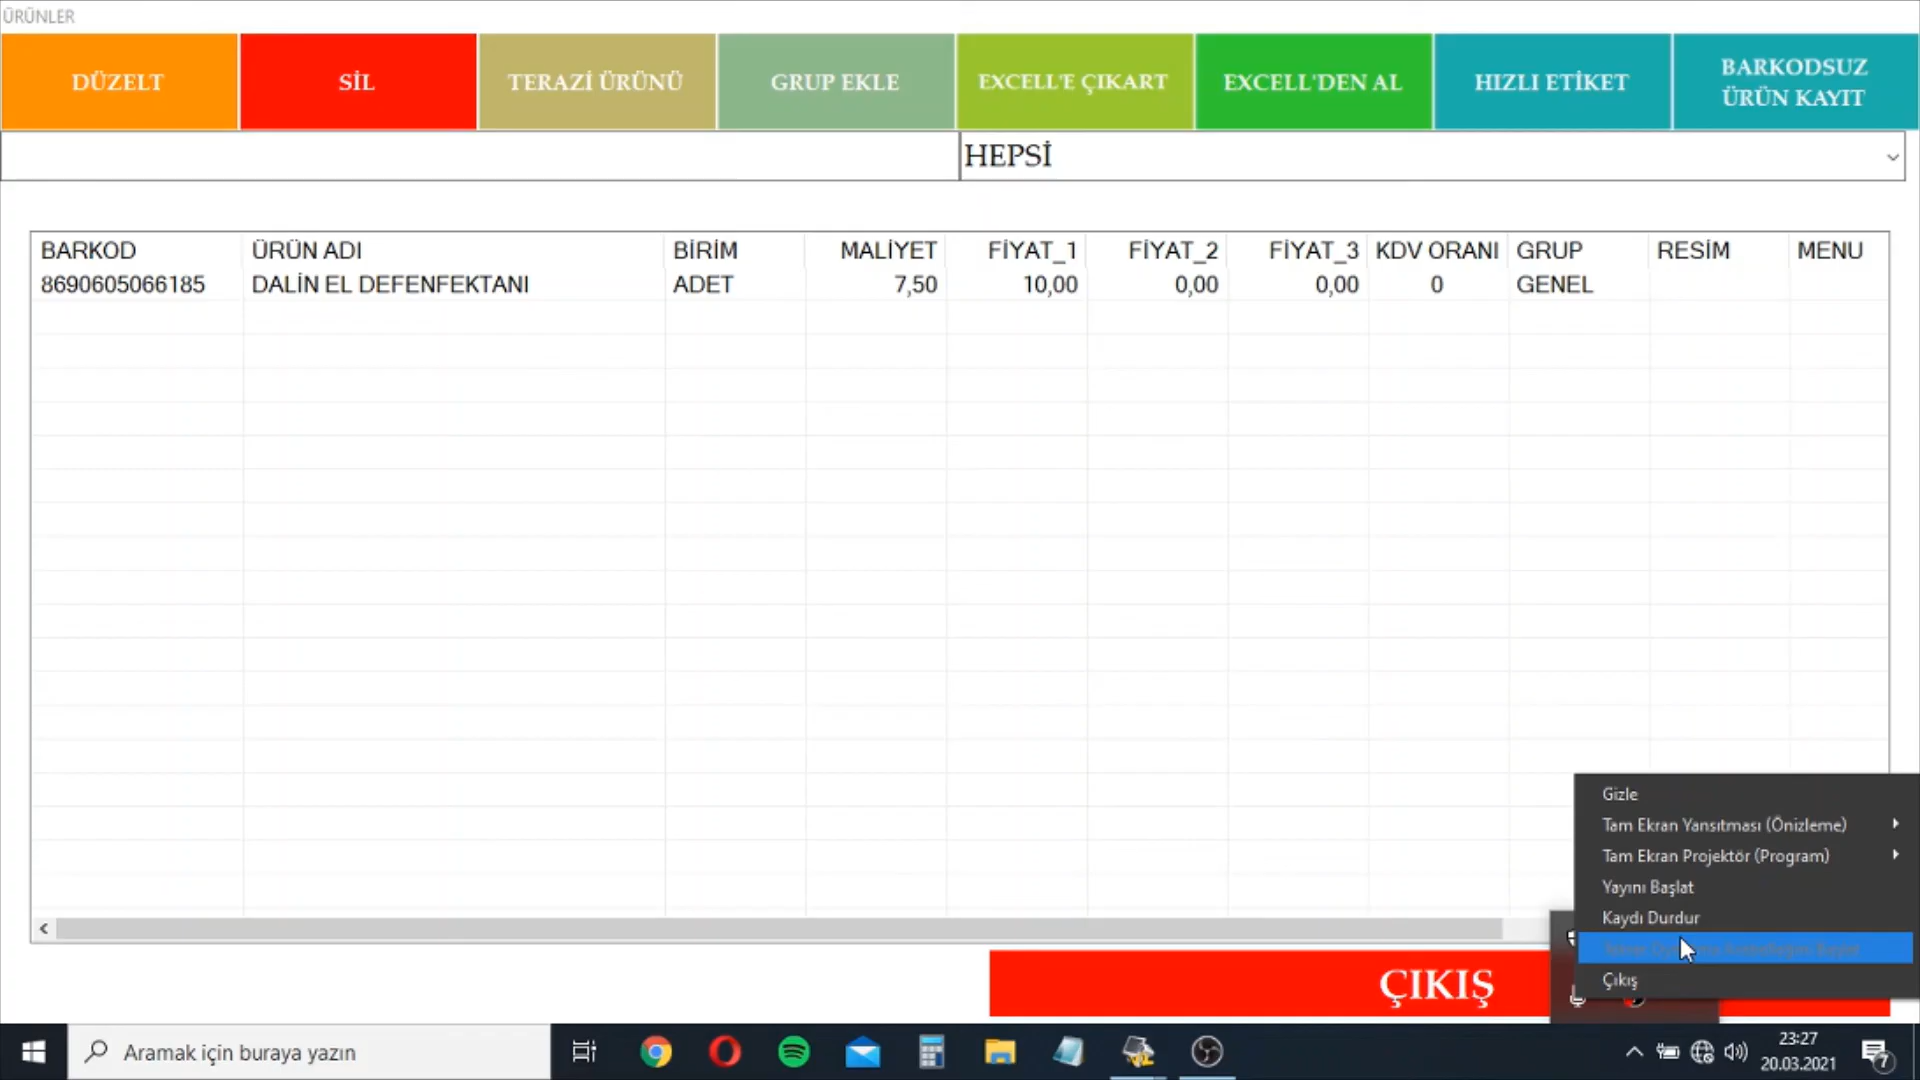 ÜRÜNLER
DÜZELT
SİL
TERAZİ ÜRÜNÜ
GRUP EKLE
EXCELL'E ÇIKART
EXCELL'DEN AL
HIZLI ETİKET
BARKODSUZ
ÜRÜN KAYIT
HEPSİ
BARKOD ÜRÜN ADI BİRİM MALİYET FİYAT_1 FİYAT_2 FİYAT_3 KDV ORANI GRUP RESİM MENU
8690605066185 DALİN EL DEFENFEKTANI ADET 7,50 10,00 0,00 0,00 0 GENEL
Gizle
Tam Ekran Yansıtması (Önizleme)
Tam Ekran Projektör (Program)
Yayını Başlat
Kaydı Durdur
Çıkış
ÇIKIŞ
Aramak için buraya yazın
23:27
20.03.2021
7